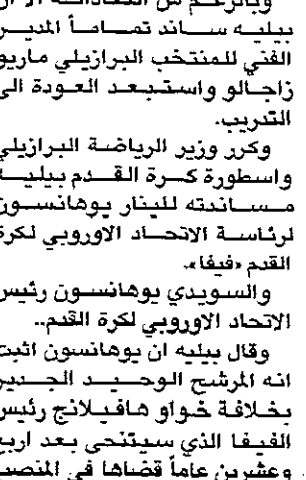 وبالرغم من انتقاداته الا ان
بيليه ساند تماماً المدير
الفني للمنتخب البرازيلي ماريو
زاجالو واستبعد العودة الى
التدريب.
وكرر وزير الرياضة البرازيلي
واسطورة كرة القدم بيليه
مساندته للينار يوهانسون
لرئاسة الاتحاد الاوروبي لكرة
القدم «فيفا».
والسويدي يوهانسون رئيس
الاتحاد الاوروبي لكرة القدم..
وقال بيليه ان يوهانسون اثبت
انه المرشح الوحيد الجدير
بخلافة خواو هافيلانج رئيس
الفيفا الذي سيتنحى بعد اربع
وعشرين عاماً قضاها في المنصب